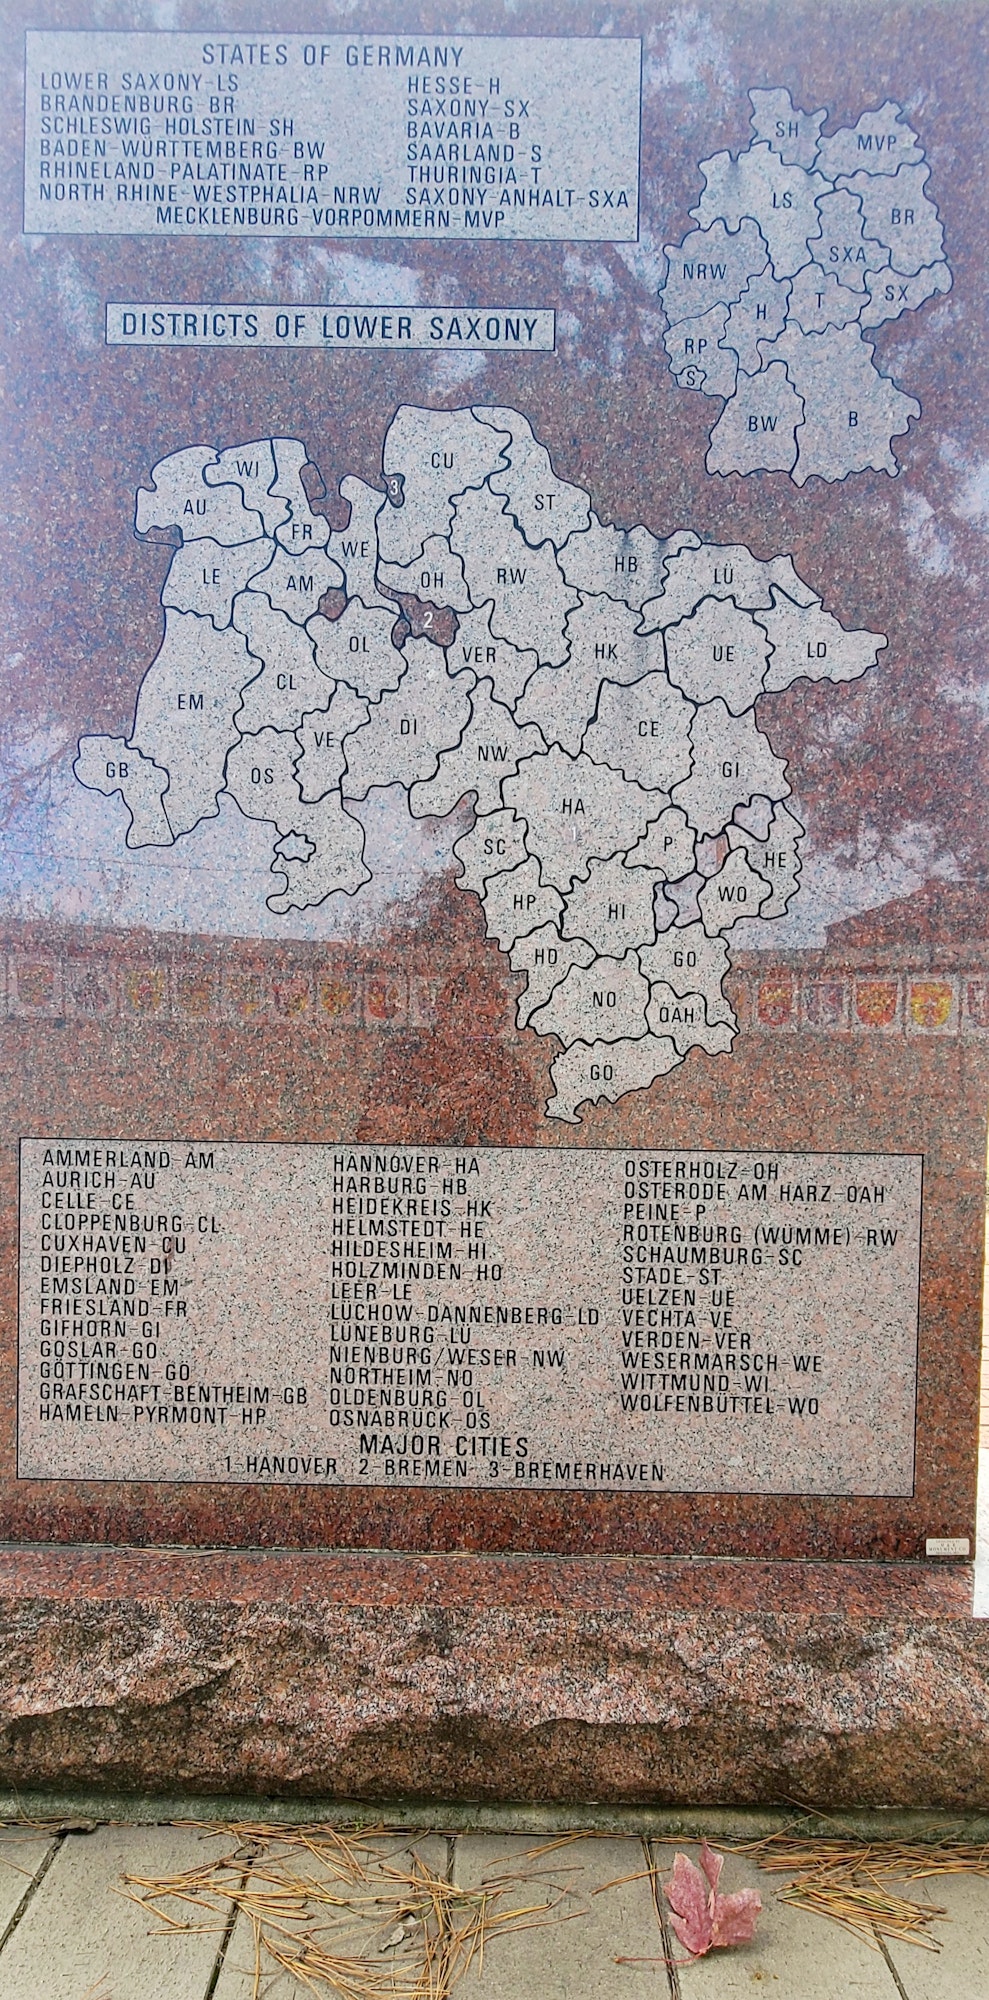 STATES OF GERMANY
LOWER SAXONY-LS
BRANDENBURG-BR
SCHLESWIG-HOLSTEIN-SH
BADEN-WÜRTTEMBERG-BW
RHINELAND-PALATINATE-RP
NORTH RHINE-WESTPHALIA-NRW
HESSE-H
SAXONY-SX
BAVARIA-B
SAARLAND-S
THURINGIA-T
SAXONY-ANHALT-SXA
MECKLENBURG-VORPOMMERN-MVP
SH
MVP
LS
BR
SXA
NRW
SX
T
H
RP
S
BW
B
DISTRICTS OF LOWER SAXONY
CU
WI
3
AU
ST
FR
WE
HB
LE
AM
OH
RW
LÜ
2
OL
VER
HK
UE
LD
CL
EM
DI
CE
VE
NW
GB
OS
GI
HA
1
SC
P
HE
WO
HP
HI
HO
GO
NO
OAH
GO
AMMERLAND-AM
AURICH-AU
CELLE-CE
CLOPPENBURG-CL
CUXHAVEN-CU
DIEPHOLZ-DI
EMSLAND-EM
FRIESLAND-FR
GIFHORN-GI
GOSLAR-GO
GÖTTINGEN-GÖ
GRAFSCHAFT-BENTHEIM-GB
HAMELN-PYRMONT-HP
HANNOVER-HA
HARBURG-HB
HEIDEKREIS-HK
HELMSTEDT-HE
HILDESHEIM-HI
HOLZMINDEN-HO
LEER-LE
LÜCHOW-DANNENBERG-LD
LÜNEBURG-LÜ
NIENBURG/WESER-NW
NORTHEIM-NO
OLDENBURG-OL
OSNABRÜCK-OS
OSTERHOLZ-OH
OSTERODE AM HARZ-OAH
PEINE-P
ROTENBURG (WÜMME)-RW
SCHAUMBURG-SC
STADE-ST
UELZEN-UE
VECHTA-VE
VERDEN-VER
WESERMARSCH-WE
WITTMUND-WI
WOLFENBÜTTEL-WO
MAJOR CITIES
1-HANOVER 2-BREMEN 3-BREMERHAVEN
MONUMENT CO.